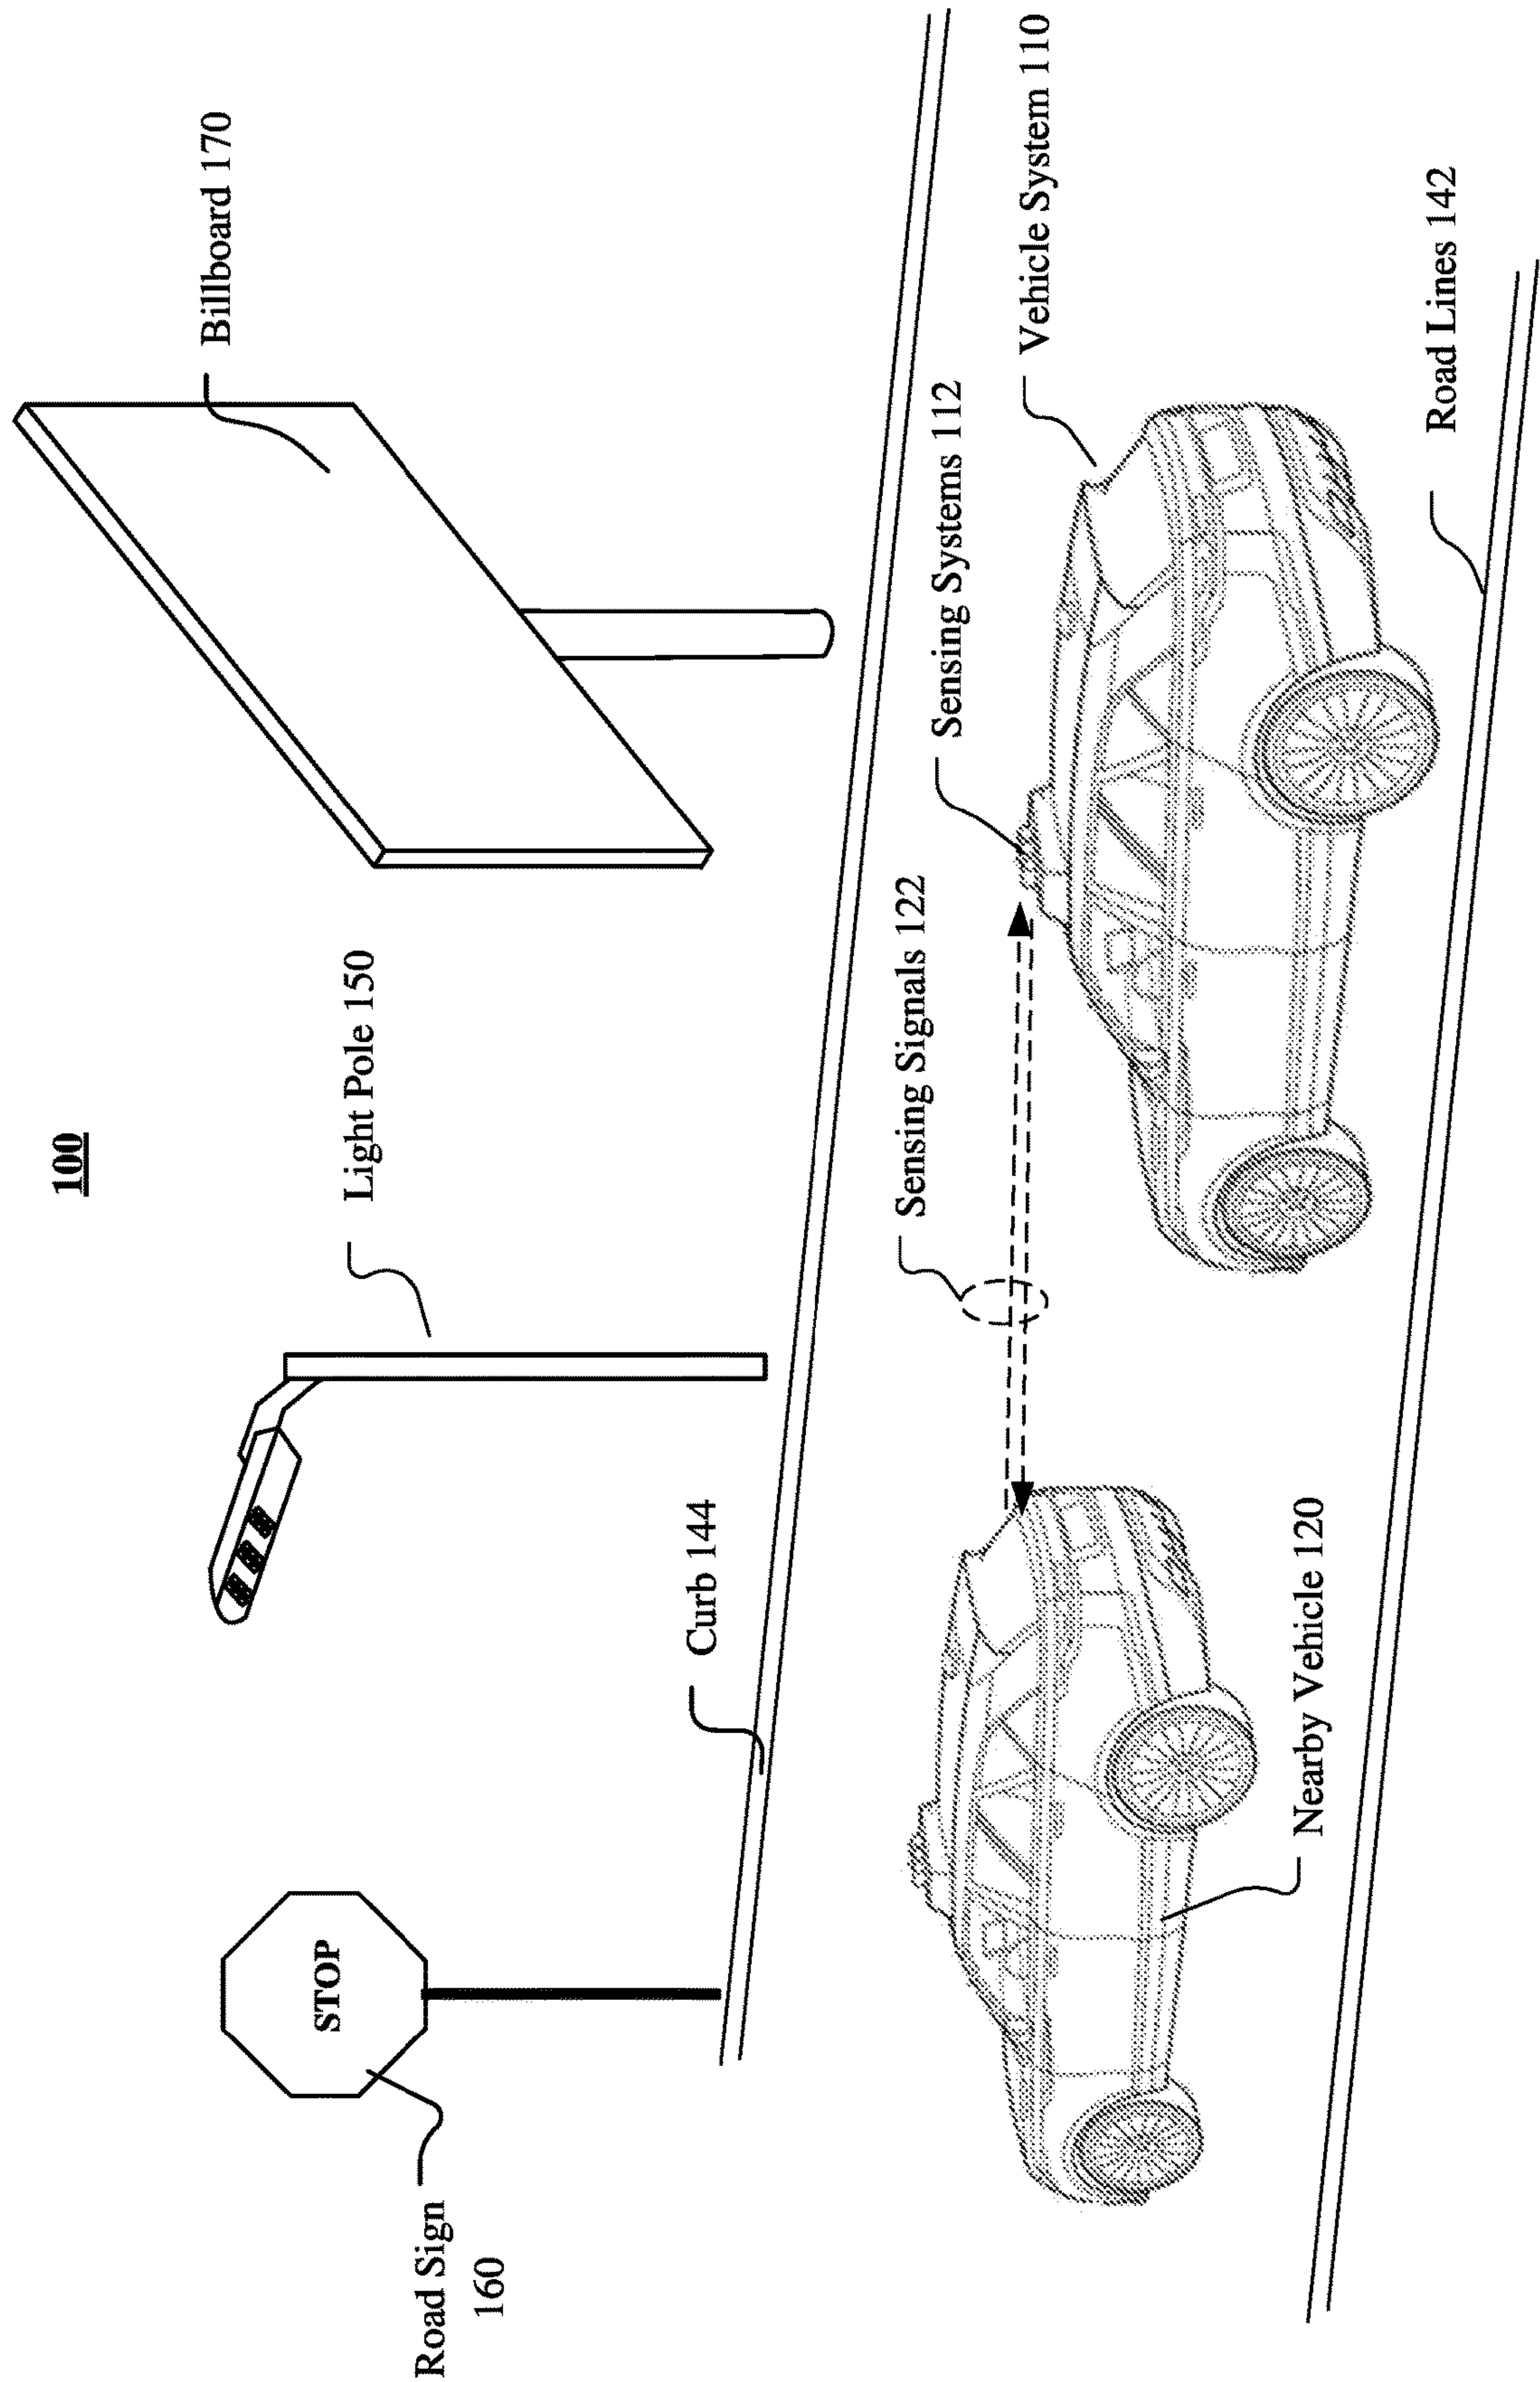 100
Billboard 170
Light Pole 150
STOP
Road Sign
160
Curb 144
Vehicle System 110
Sensing Systems 112
Sensing Signals 122
Nearby Vehicle 120
Road Lines 142